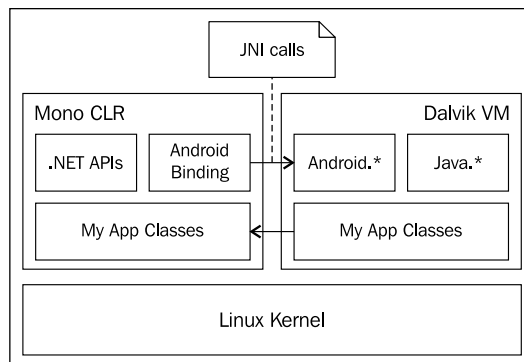 JNI calls
Mono CLR
Dalvik VM
.NET APIs
Android
Binding
Android.*
Java.*
My App Classes
My App Classes
Linux Kernel